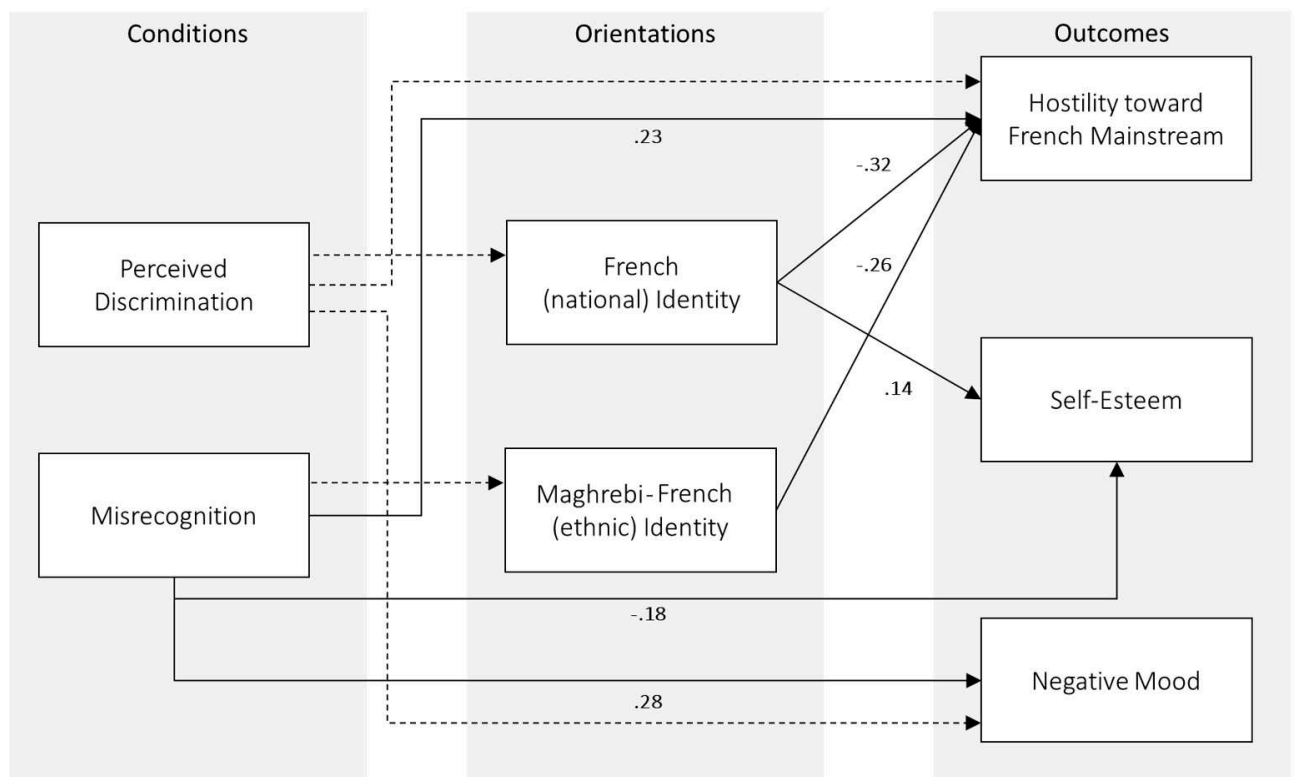 Conditions
Orientations
Outcomes
Hostility toward
French Mainstream
.23
-.32
Perceived
Discrimination
French
(national) Identity
-.26
Self-Esteem
.14
Misrecognition
Maghrebi-French
(ethnic) Identity
-.18
Negative Mood
.28